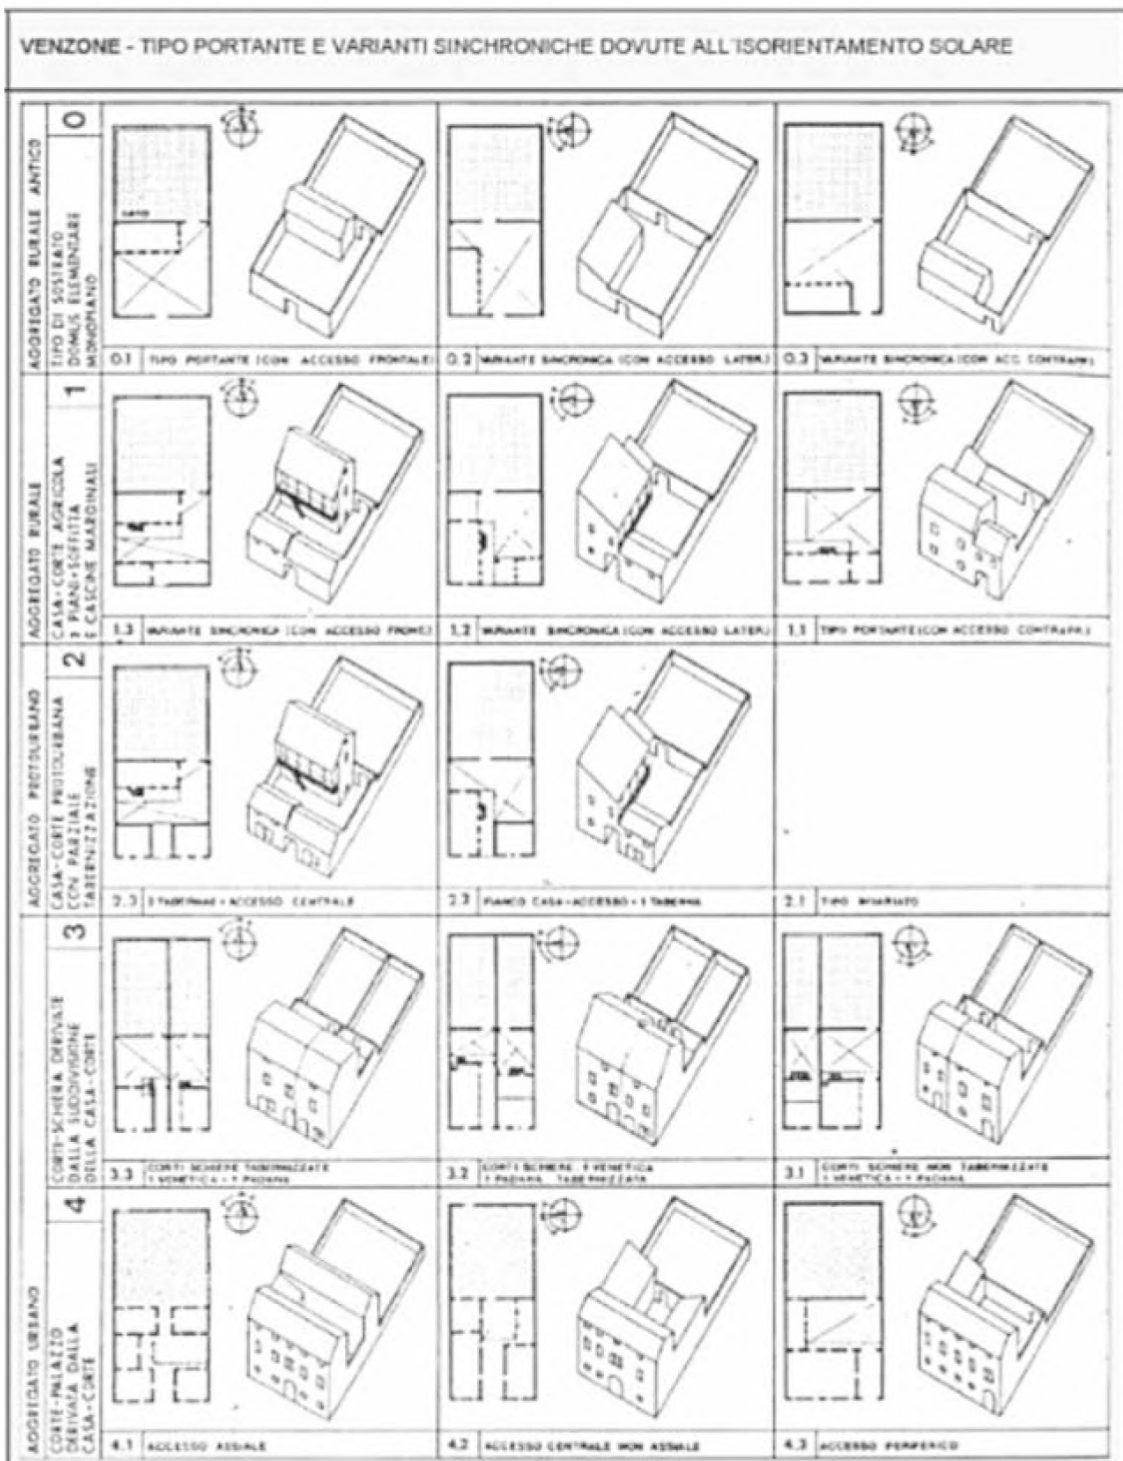 VENZONE - TIPO PORTANTE E VARIANTI SINCHRONICHE DOVUTE ALL'ISORIENTAMENTO SOLARE
AGGREGATO RURALE ANTICO
0
TIPO DI SOSTRATO
DOMUS ELEMENTARE
MONOPIANO
0.1 TIPO PORTANTE (CON ACCESSO FRONTALE)
0.2 VARIANTE SINCRONICA (CON ACCESSO LATER.)
0.3 VARIANTE SINCRONICA (CON ACC. CONTRAPP.)
AGGREGATO RURALE
1
CASA-CORTE AGRICOLA
PIANI+SOFFITTA
E CASCINE MARGINALI
1.3 VARIANTE SINCRONICA (CON ACCESSO FRONT.)
1.2 VARIANTE SINCRONICA (CON ACCESSO LATER.)
1.1 TIPO PORTANTE (CON ACCESSO CONTRAPP.)
AGGREGATO PROTOURBANO
2
CASA-CORTE PROTOURBANA
CON PARZIALE
TABERNIZZAZIONE
2.3 TABERNAE + ACCESSO CENTRALE
2.2 FIANCO CASA + ACCESSO + 1 TABERNA
2.1 TIPO INVARIATO
3
CORTI-SCHIERA DERIVATE
DALLA SUDDIVISIONE
DELLA CASA-CORTE
3.3 CORTI SCHIERE TABERNIZZATE
1 VENETICA + 1 PADANA
3.2 CORTI SCHIERE: 1 VENETICA
1 PADANA TABERNIZZATA
3.1 CORTI SCHIERE NON TABERNIZZATE
1 VENETICA + 1 PADANA
AGGREGATO URBANO
4
CORTE-PALAZZO
DERIVATA DALLA
CASA-CORTE
4.1 ACCESSO ASSIALE
4.2 ACCESSO CENTRALE NON ASSIALE
4.3 ACCESSO PERIFERICO